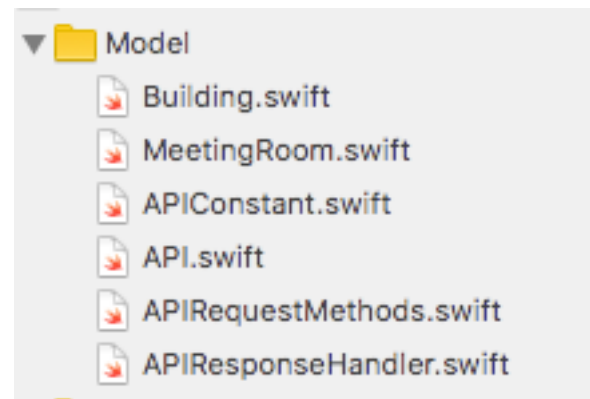 Model
Building.swift
MeetingRoom.swift
APIConstant.swift
API.swift
APIRequestMethods.swift
APIResponseHandler.swift